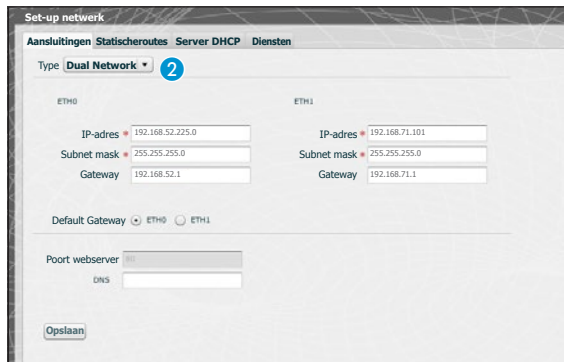 Set-up netwerk
Aansluitingen Statischeroutes Server DHCP Diensten
Type Dual Network 2
ETH0 ETH1
IP-adres * 192.168.52.225.0 IP-adres * 192.168.71.101
Subnet mask * 255.255.255.0 Subnet mask * 255.255.255.0
Gateway 192.168.52.1 Gateway 192.168.71.1
Default Gateway ETH0 ETH1
Poort webserver 80
DNS
Opslaan